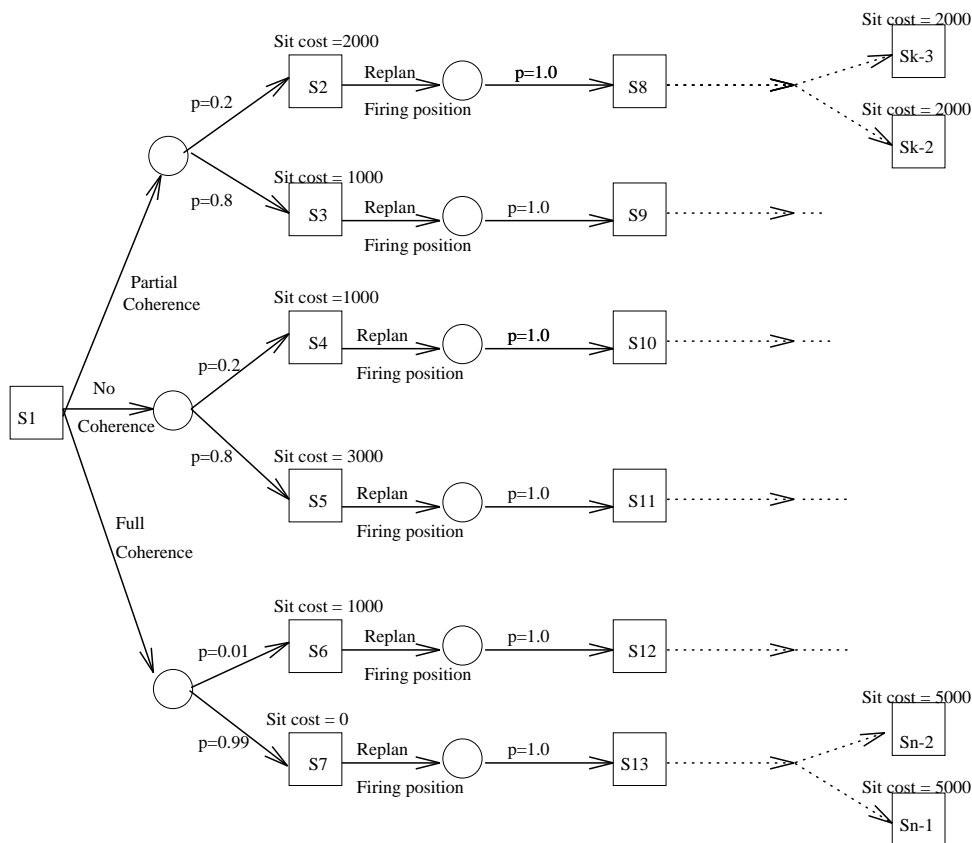 Sit cost = 2000
Sk-3
Sit cost =2000
S2
Replan
Firing position
p=1.0
S8
p=0.2
Sit cost = 2000
Sk-2
Sit cost = 1000
p=0.8
S3
Replan
Firing position
p=1.0
S9
Partial
Coherence
Sit cost =1000
S4
Replan
Firing position
p=1.0
S10
p=0.2
S1
No
Coherence
p=0.8
Sit cost = 3000
S5
Replan
Firing position
p=1.0
S11
Full
Coherence
Sit cost = 1000
p=0.01
S6
Replan
Firing position
p=1.0
S12
Sit cost = 0
p=0.99
S7
Replan
Firing position
p=1.0
S13
Sit cost = 5000
Sn-2
Sit cost = 5000
Sn-1